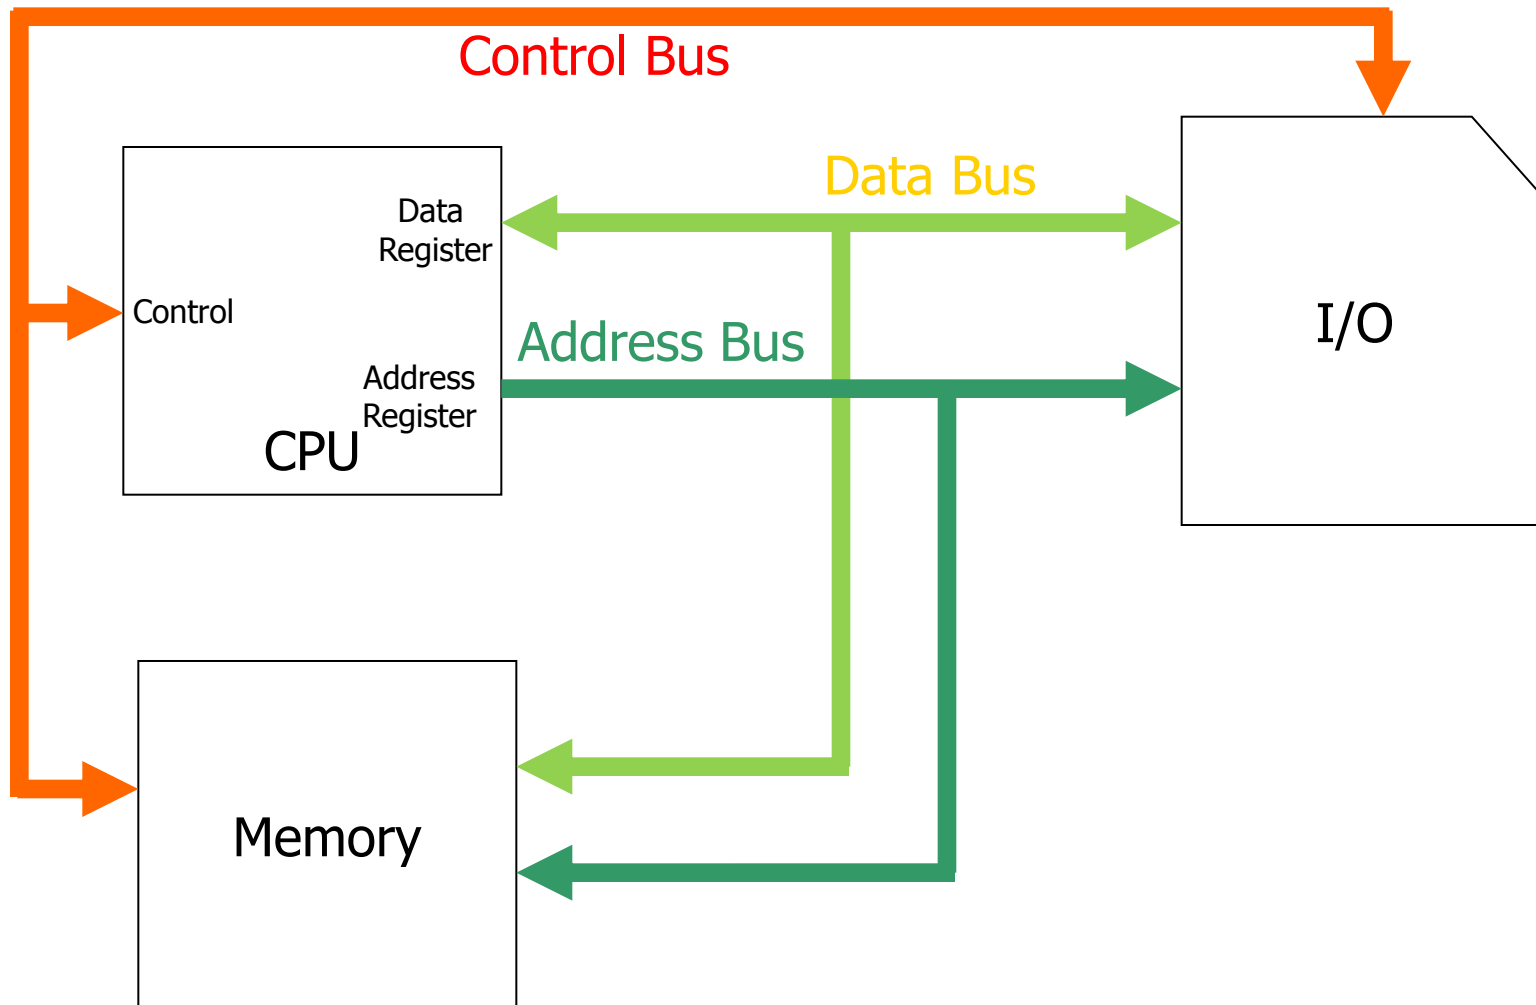 Control Bus
Data Bus
Data
Register
Control
I/O
Address Bus
Address
Register
CPU
Memory